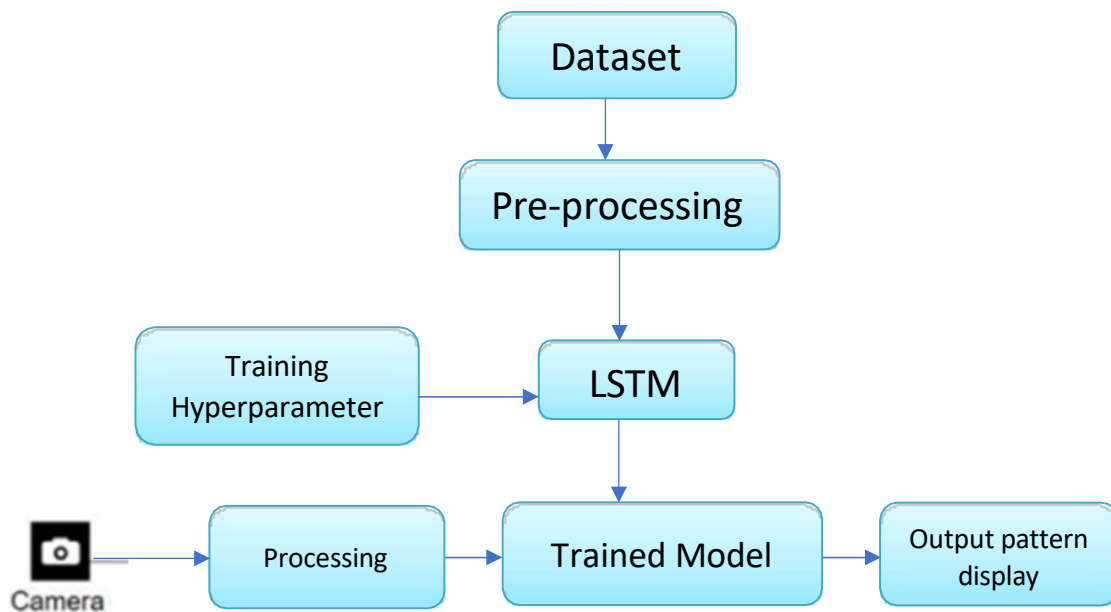 Dataset
Pre-processing
Training
Hyperparameter
LSTM
Camera
Processing
Trained Model
Output pattern
display